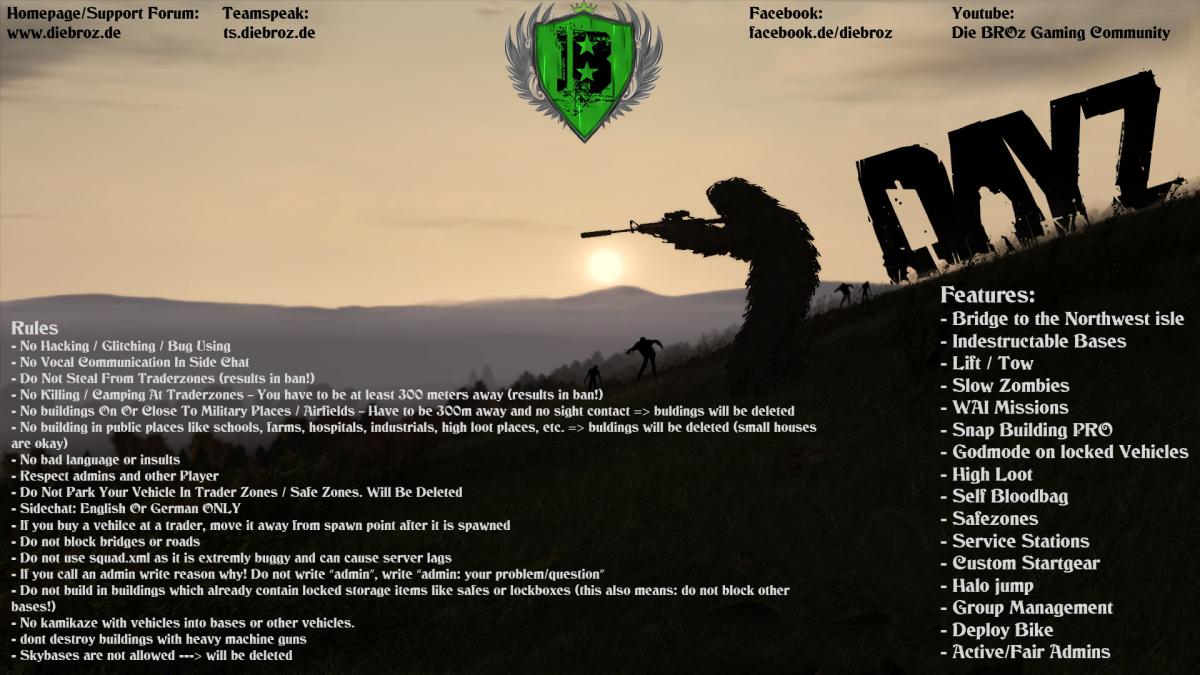 Homepage/Support Forum:
www.diebroz.de
Teamspeak:
ts.diebroz.de
B
Facebook:
facebook.de/diebroz
Youtube:
Die BROz Gaming Community
DAYZ
Rules
- No Hacking / Glitching / Bug Using
- No Vocal Communication In Side Chat
- Do Not Steal From Traderzones (results in ban!)
- No Killing / Camping At Traderzones - You have to be at least 300 meters away (results in ban!)
- No buildings On Or Close To Military Places / Airfields - Have to be 300m away and no sight contact => buldings will be deleted
- No building in public places like schools, farms, hospitals, industrials, high loot places, etc. => buldings will be deleted (small houses
are okay)
- No bad language or insults
- Respect admins and other Player
- Do Not Park Your Vehicle In Trader Zones / Safe Zones. Will Be Deleted
- Sidechat: English Or German ONLY
- If you buy a vehilce at a trader, move it away from spawn point after it is spawned
- Do not block bridges or roads
- Do not use squad.xml as it is extremly buggy and can cause server lags
- If you call an admin write reason why! Do not write "admin", write "admin: your problem/question"
- Do not build in buildings which already contain locked storage items like safes or lockboxes (this also means: do not block other
bases!)
- No kamikaze with vehicles into bases or other vehicles.
- dont destroy buildings with heavy machine guns
- Skybases are not allowed ---> will be deleted
Features:
- Bridge to the Northwest isle
- Indestructable Bases
- Lift / Tow
- Slow Zombies
- WAI Missions
- Snap Building PRO
- Godmode on locked Vehicles
- High Loot
- Self Bloodbag
- Safezones
- Service Stations
- Custom Startgear
- Halo jump
- Group Management
- Deploy Bike
- Active/Fair Admins